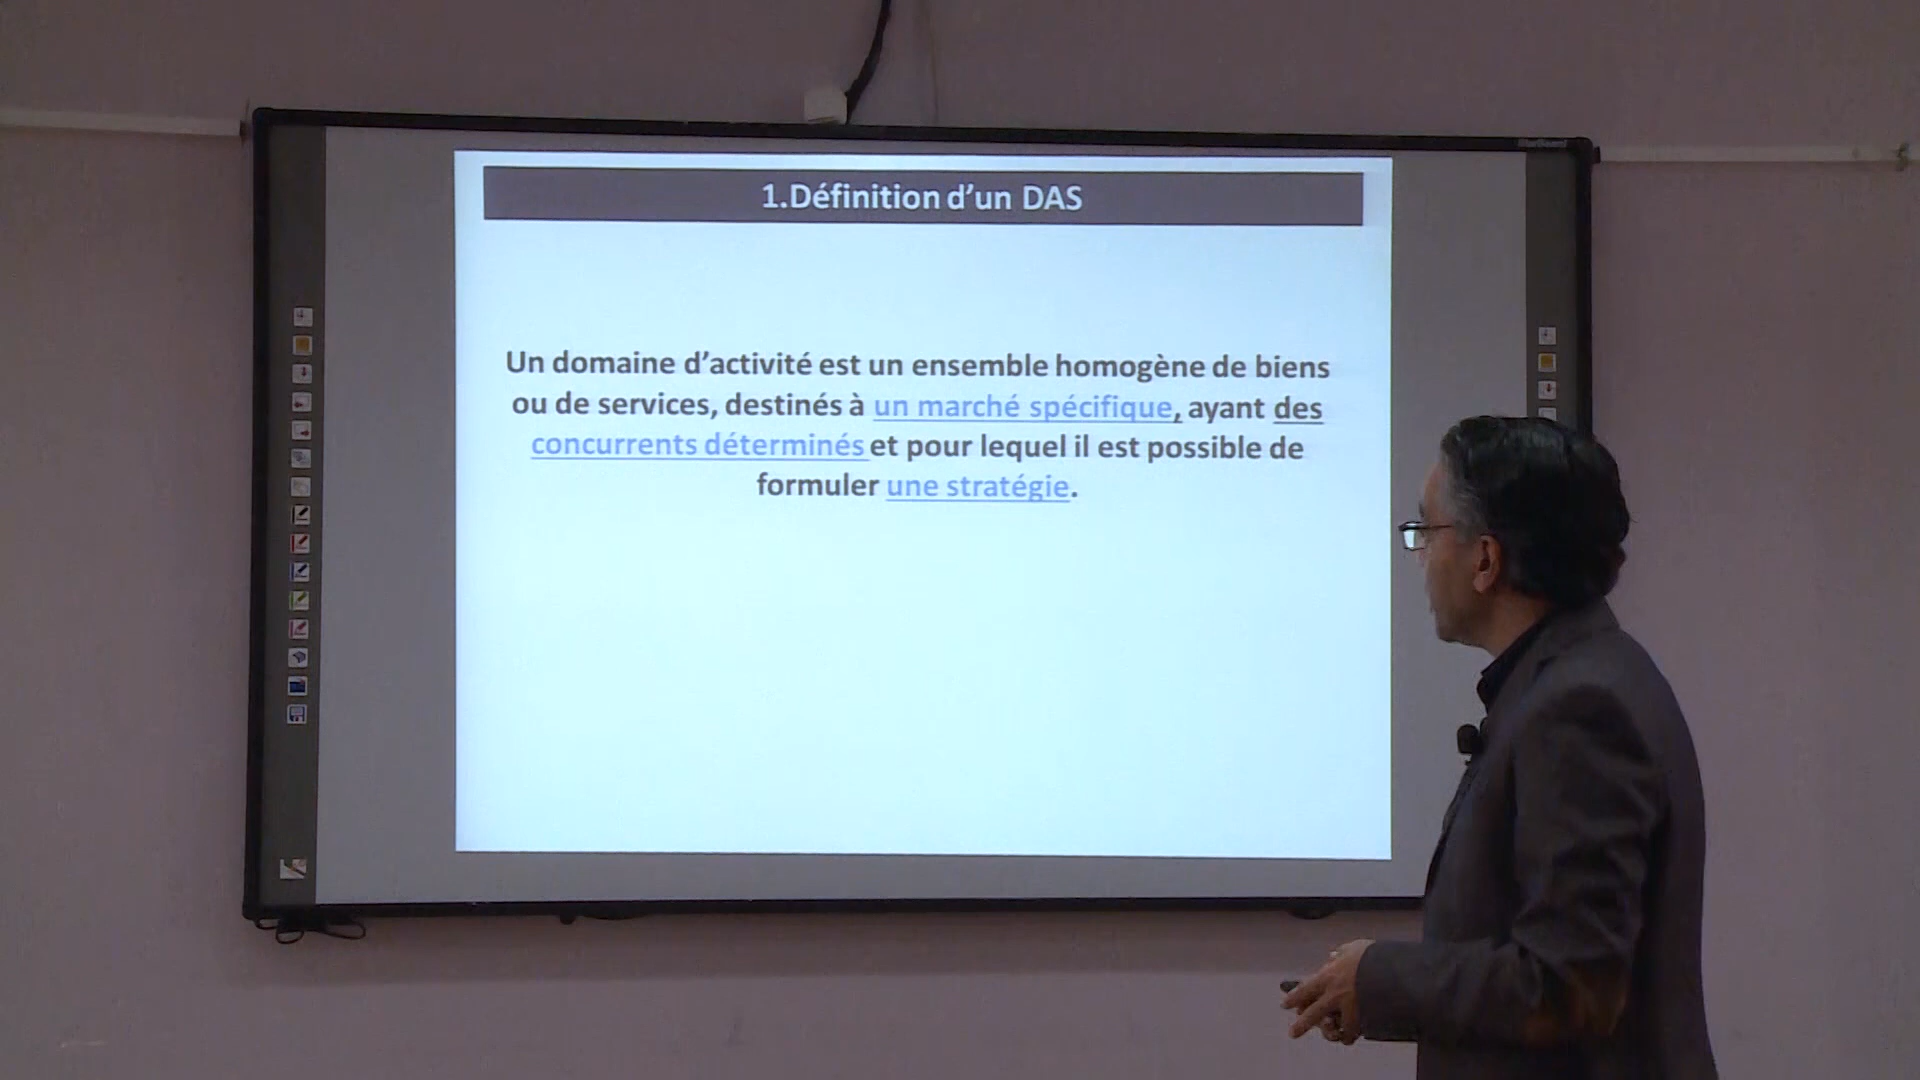 1.Définition d’un DAS
Un domaine d’activité est un ensemble homogène de biens
ou de services, destinés à un marché spécifique, ayant des
concurrents déterminés et pour lequel il est possible de
formuler une stratégie.